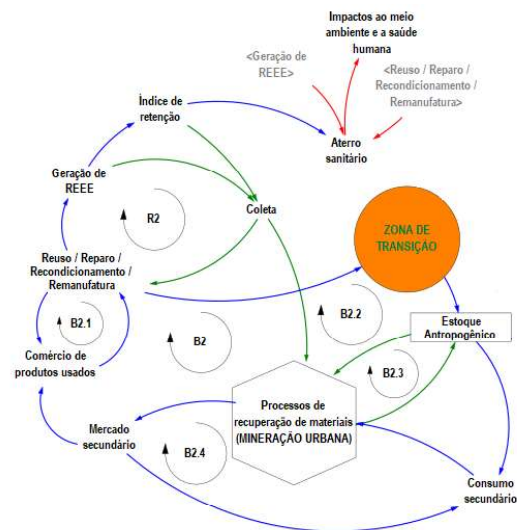 Impactos ao meio
ambiente e a saúde
humana
<Geração de
REEE>
<Reuso / Reparo /
Recondicionamento /
Remanufatura>
Índice de
retenção
Aterro
sanitário
Geração de
REEE
Coleta
R2
ZONA DE
TRANSIÇÃO
Reuso / Reparo /
Recondicionamento /
Remanufatura
B2.1
B2
B2.2
Estoque
Antropogênico
Comércio de
produtos usados
B2.3
Processos de
recuperação de materiais
(MINERAÇÃO URBANA)
Mercado
secundário
B2.4
Consumo
secundário